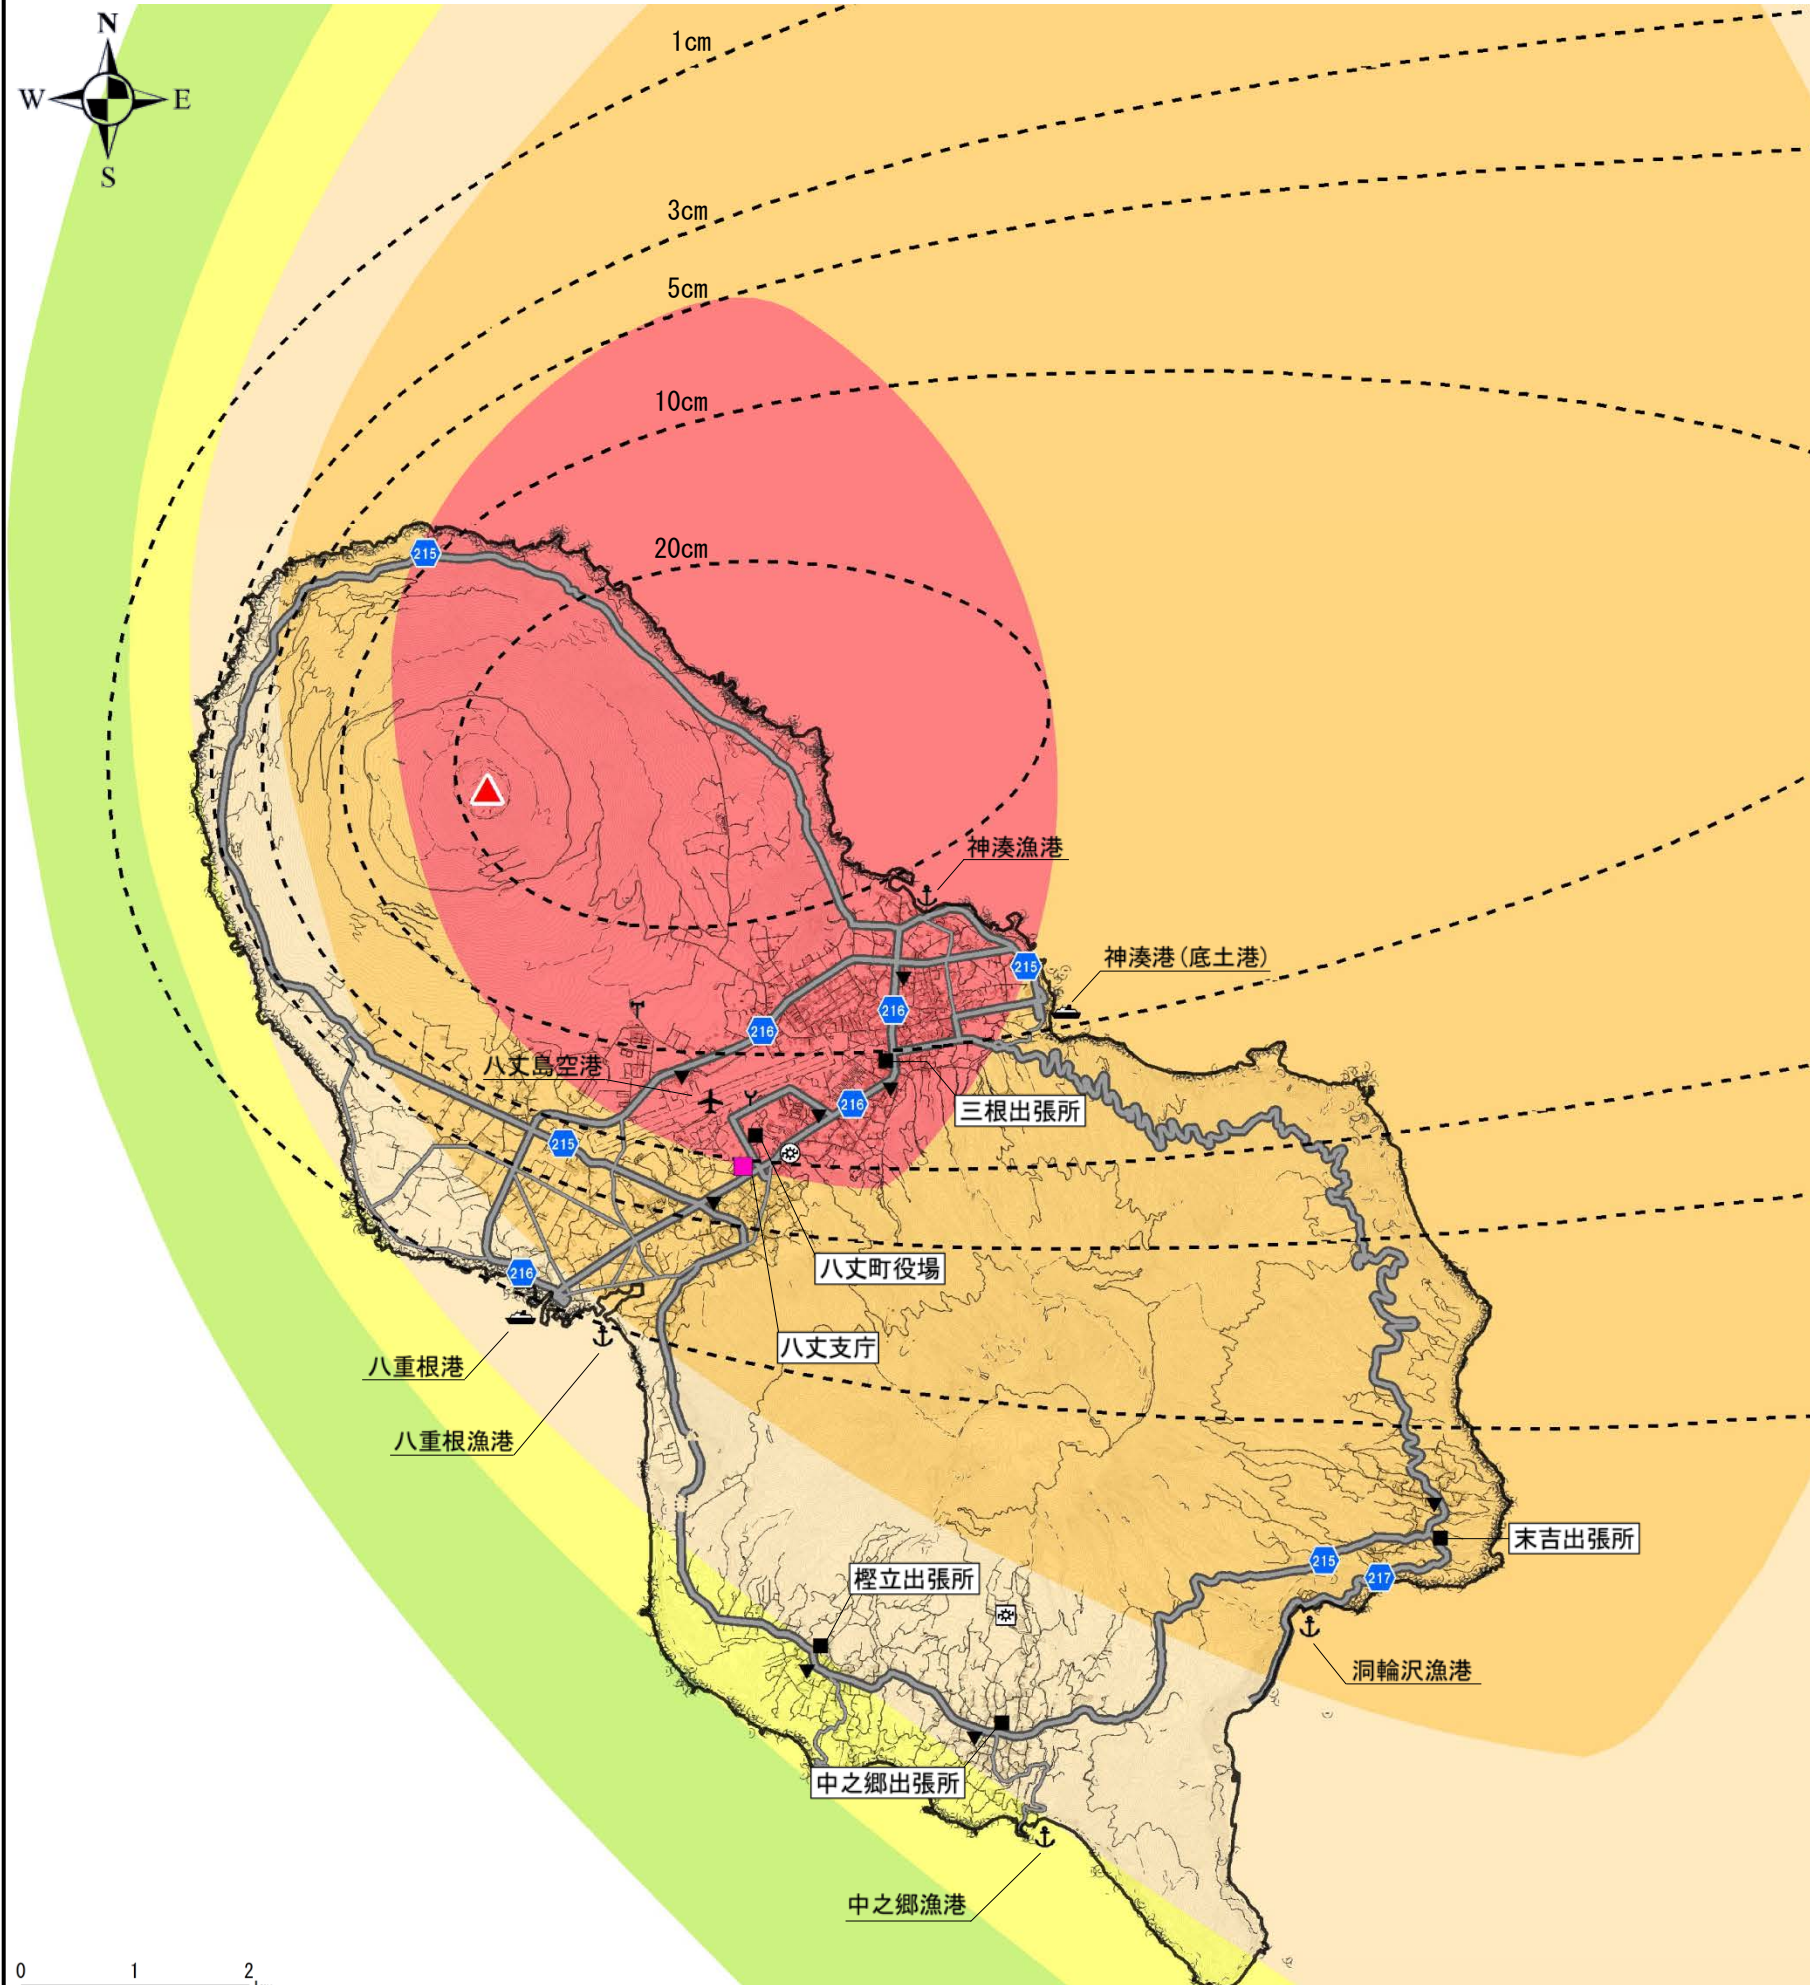 N
W E
S
1cm
3cm
5cm
10cm
20cm
215
神湊漁港
神湊港(底土港)
215
216
216
八丈島空港
216
三根出張所
215
八丈町役場
216
八丈支庁
八重根港
八重根漁港
末吉出張所
215
217
樫立出張所
洞輪沢漁港
中之郷出張所
中之郷漁港
0 1 2